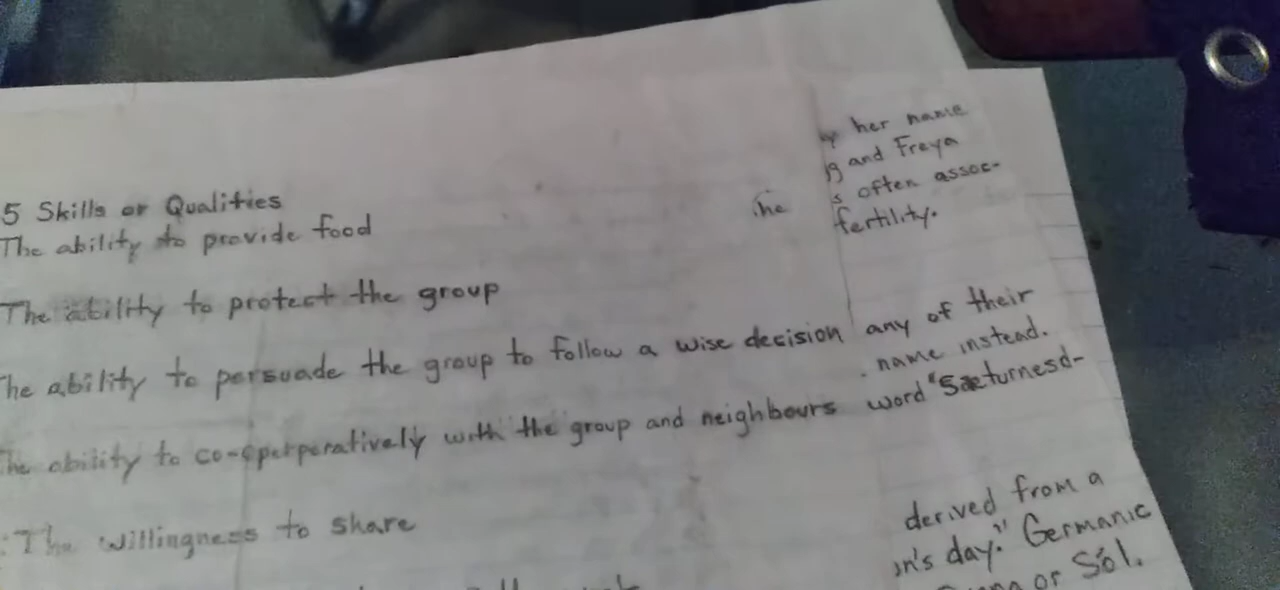 5 Skills or Qualities
The ability to provide food
The ability to protect the group
The ability to persuade the group to follow a wise decision
The ability to co-operperatively with the group and neighbours
The willingness to share
her name
and Freya
s often assoc-
fertility.
any of their
name instead.
word "Sæturnesd-
derived from a
n's day." Germanic
or Sól.